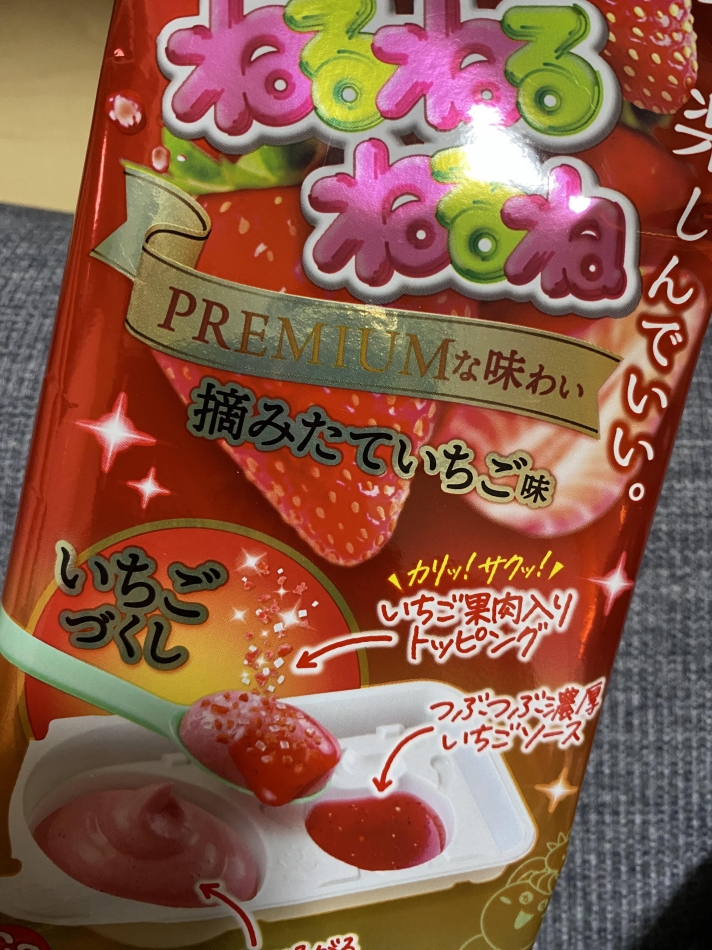 ねるねる
ねるね
楽しんでいい。
PREMIUMな味わい
摘みたていちご味
いちご
づくし
カリッ!サクッ!
いちご果肉入り
トッピング
つぶつぶ濃厚
いちごソース